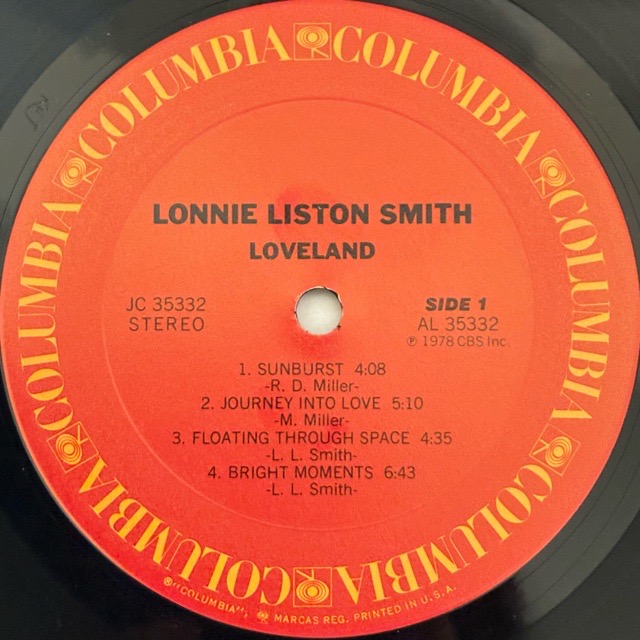 COLUMBIA COLUMBIA COLUMBIA COLUMBIA COLUMBIA COLUMBIA
LONNIE LISTON SMITH
LOVELAND
JC 35332
STEREO
SIDE 1
AL 35332
℗ 1978 CBS Inc.
1. SUNBURST 4:08
-R. D. Miller-
2. JOURNEY INTO LOVE 5:10
-M. Miller-
3. FLOATING THROUGH SPACE 4:35
-L. L. Smith-
4. BRIGHT MOMENTS 6:43
-L. L. Smith-
®"COLUMBIA", MARCAS REG. PRINTED IN U.S.A.